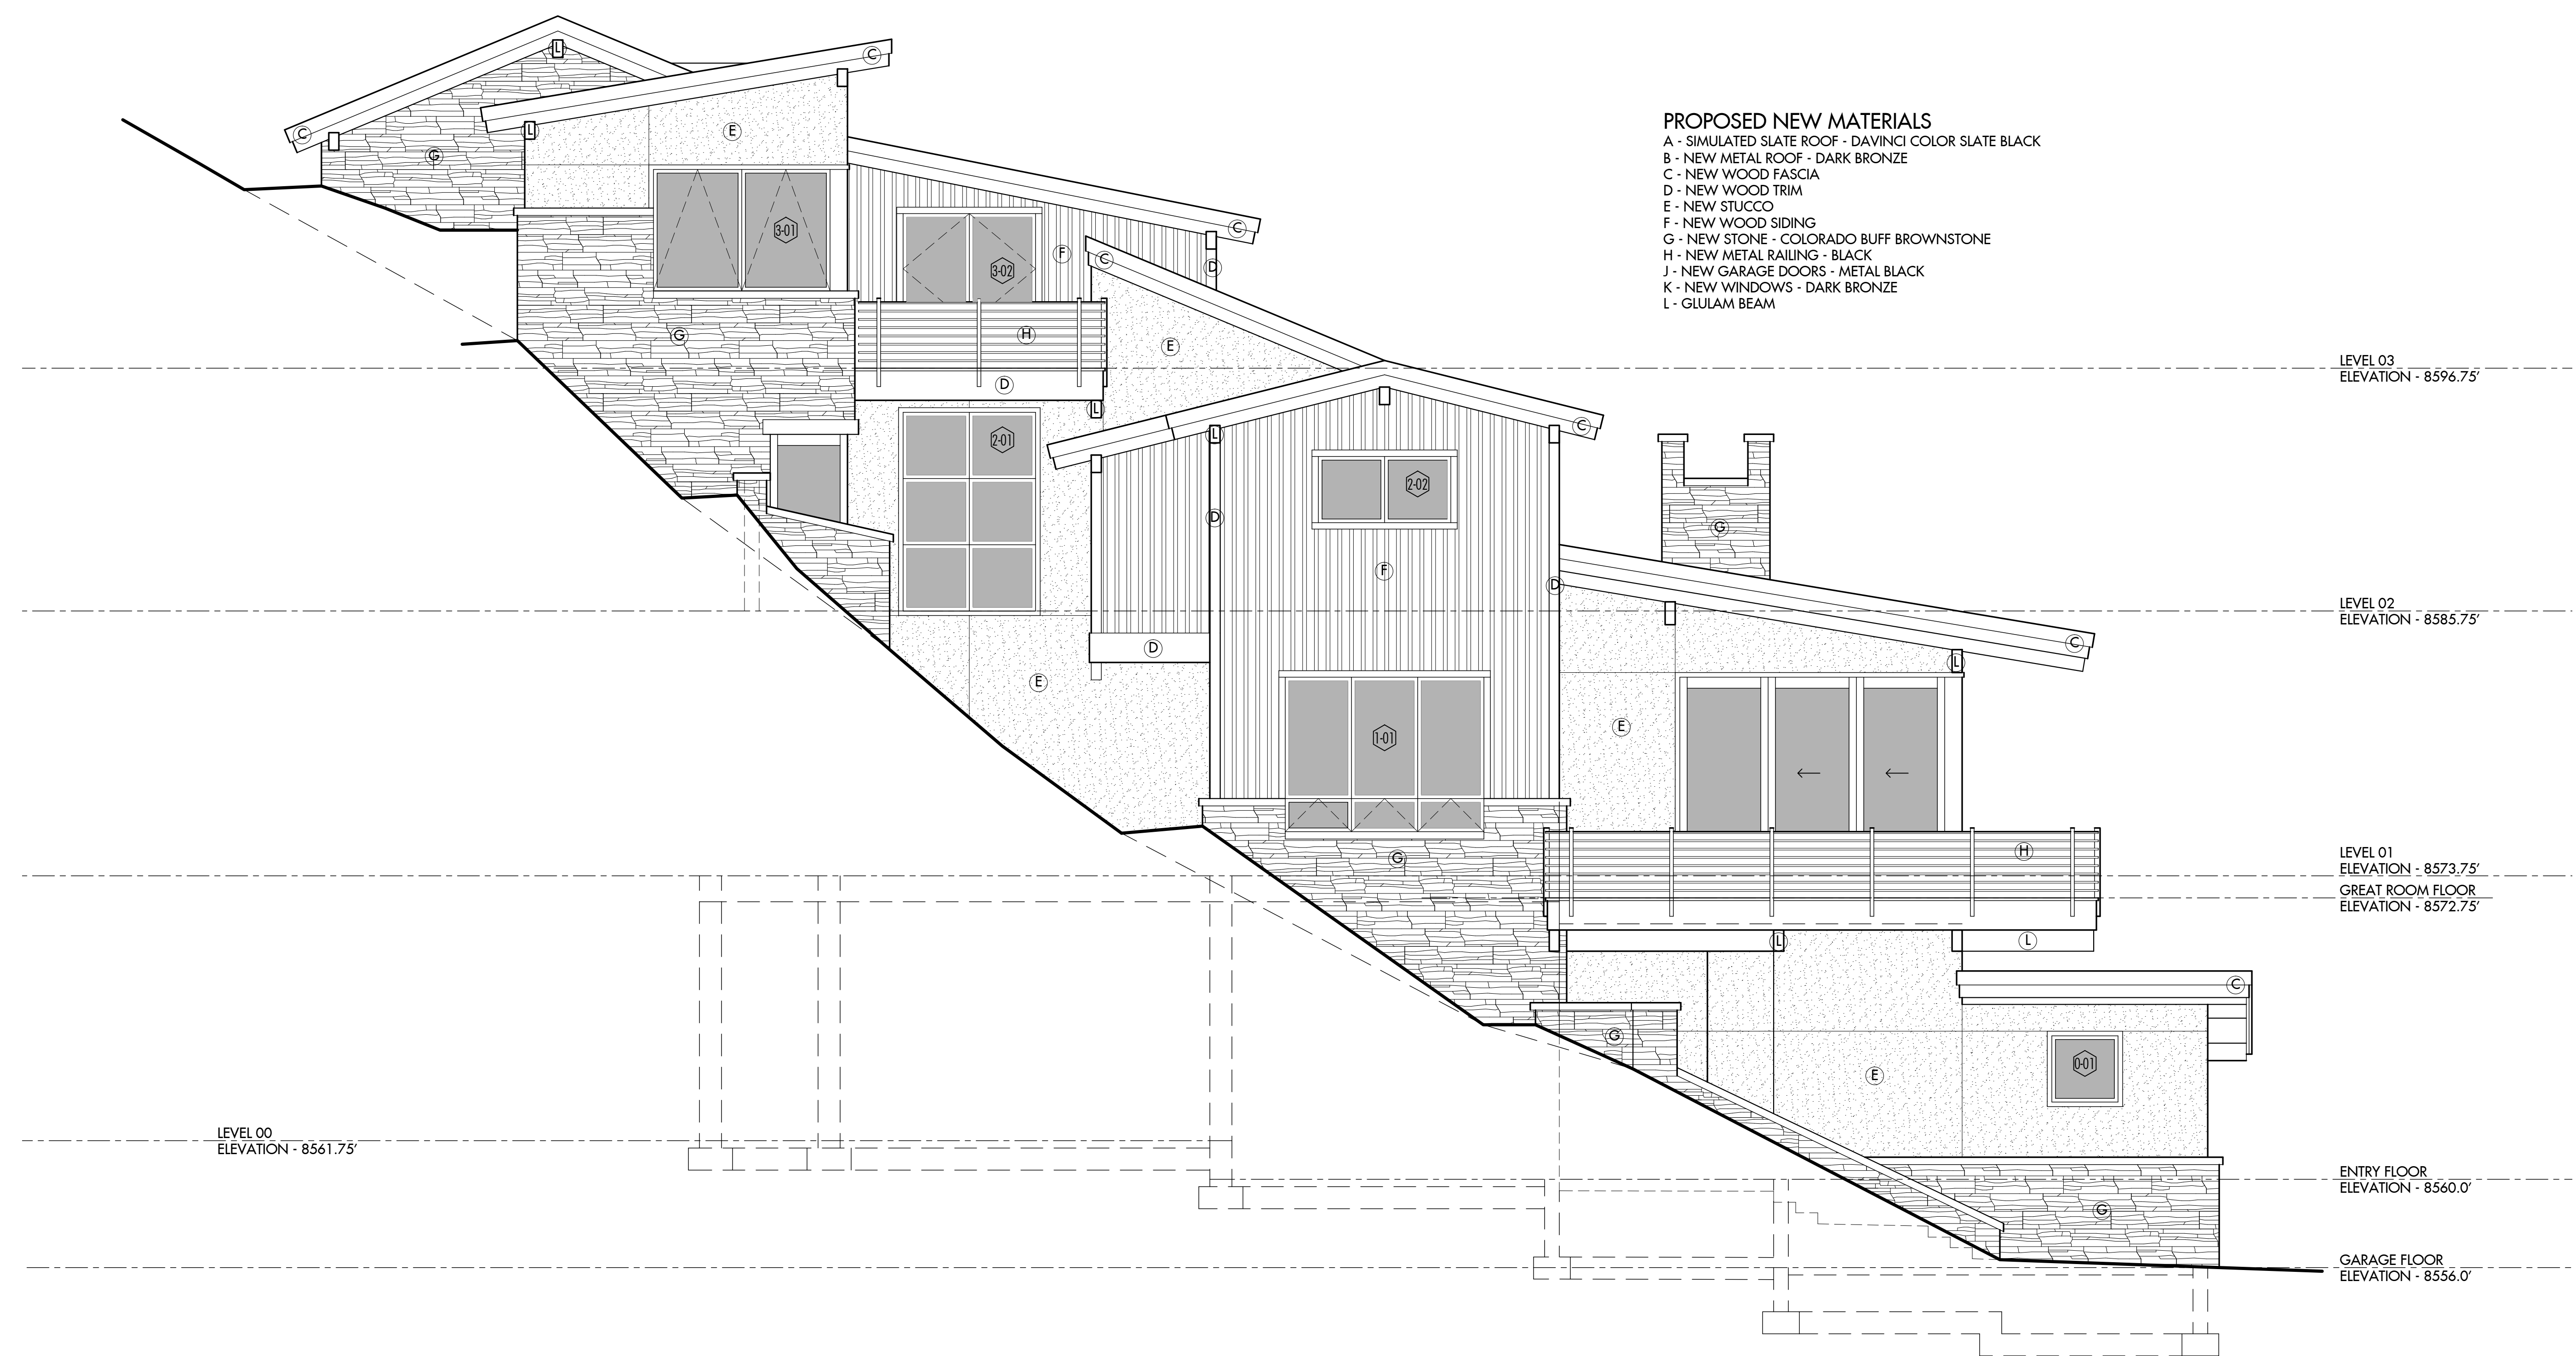 C
L
C
L
E
G
PROPOSED NEW MATERIALS
A - SIMULATED SLATE ROOF - DAVINCI COLOR SLATE BLACK
B - NEW METAL ROOF - DARK BRONZE
C - NEW WOOD FASCIA
D - NEW WOOD TRIM
E - NEW STUCCO
F - NEW WOOD SIDING
G - NEW STONE - COLORADO BUFF BROWNSTONE
H - NEW METAL RAILING - BLACK
J - NEW GARAGE DOORS - METAL BLACK
K - NEW WINDOWS - DARK BRONZE
L - GLULAM BEAM
3-01
C
F
C
3-02
D
G
H
E
LEVEL 03
ELEVATION - 8596.75'
D
L
C
L
2-01
2-02
D
G
F
D
LEVEL 02
ELEVATION - 8585.75'
D
C
L
E
E
1-01
G
H
LEVEL 01
ELEVATION - 8573.75'
GREAT ROOM FLOOR
ELEVATION - 8572.75'
L
L
C
G
E
0-01
LEVEL 00
ELEVATION - 8561.75'
ENTRY FLOOR
ELEVATION - 8560.0'
G
GARAGE FLOOR
ELEVATION - 8556.0'